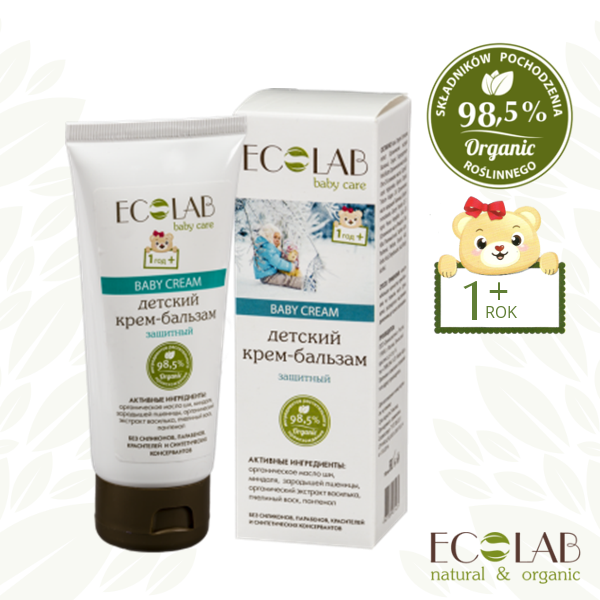 ECOLAB
baby care
1 год +
BABY CREAM
детский
крем-бальзам
защитный
98,5%
Organic
АКТИВНЫЕ ИНГРЕДИЕНТЫ:
органическое масло ши, миндаля,
зародышей пшеницы, органический
экстракт василька, пчелиный воск,
пантенол
БЕЗ СИЛИКОНОВ, ПАРАБЕНОВ,
КРАСИТЕЛЕЙ И СИНТЕТИЧЕСКИХ
КОНСЕРВАНТОВ
ECOLAB
baby care
1 год +
BABY CREAM
детский
крем-бальзам
защитный
98,5%
Organic
АКТИВНЫЕ ИНГРЕДИЕНТЫ:
органическое масло ши,
миндаля, зародышей пшеницы,
органический экстракт василька,
пчелиный воск, пантенол
БЕЗ СИЛИКОНОВ, ПАРАБЕНОВ, КРАСИТЕЛЕЙ
И СИНТЕТИЧЕСКИХ КОНСЕРВАНТОВ
SKŁADNIKÓW POCHODZENIA
98,5%
Organic
ROŚLINNEGO
1+
ROK
ECOLAB
natural & organic